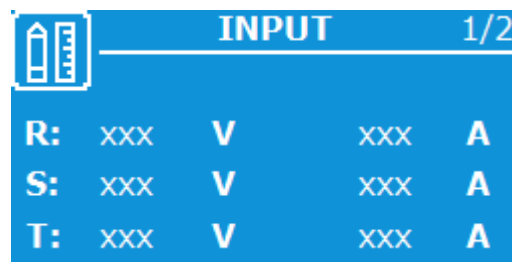 INPUT 1/2
R: xxx V xxx A
S: xxx V xxx A
T: xxx V xxx A